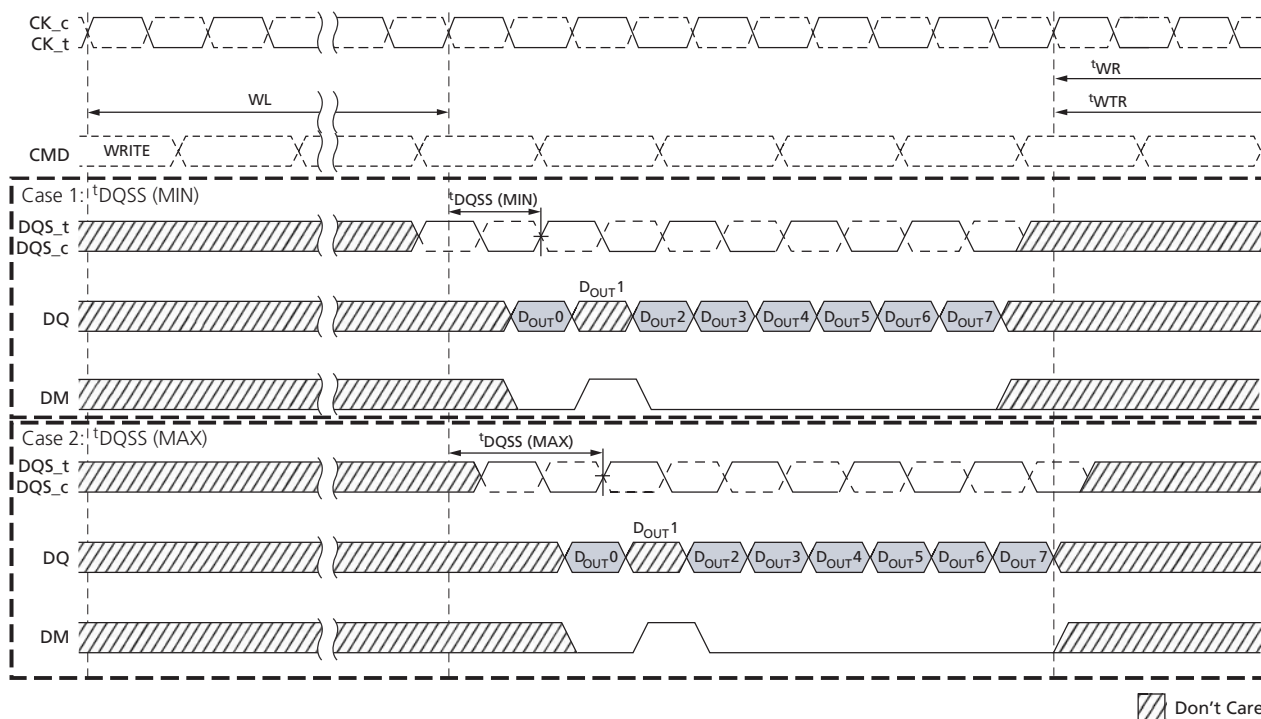 CK_c
CK_t
tWR
WL
tWTR
CMD WRITE
Case 1: tDQSS (MIN)
tDQSS (MIN)
DQS_t
DQS_c
DOUT1
DQ DOUT0 DOUT2 DOUT3 DOUT4 DOUT5 DOUT6 DOUT7
DM
Case 2: tDQSS (MAX)
tDQSS (MAX)
DQS_t
DQS_c
DOUT1
DQ DOUT0 DOUT2 DOUT3 DOUT4 DOUT5 DOUT6 DOUT7
DM
Don't Care